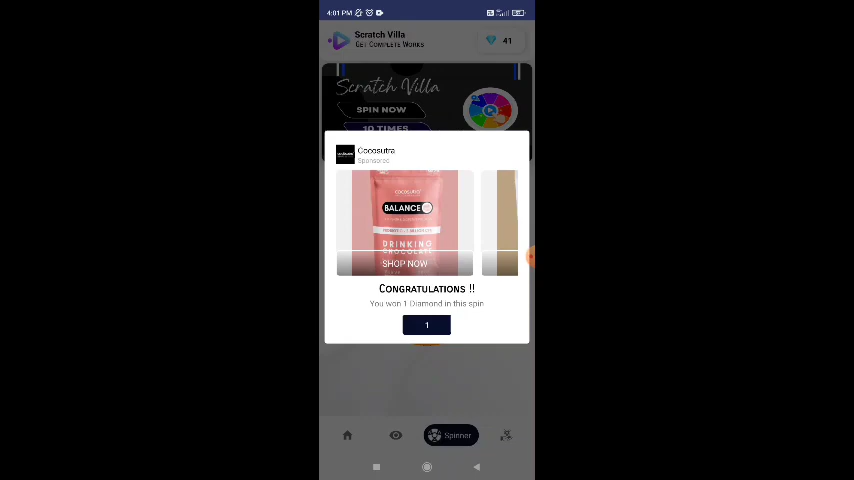 4:01 PM
Scratch Villa
GET COMPLETE WORKS
41
Scratch Villa
SPIN NOW
10 TIMES
Cocosutra
Sponsored
COCOSUTRA
BALANCE
DRINKING
CHOCOLATE
SHOP NOW
CONGRATULATIONS !!
You won 1 Diamond in this spin
1
Spinner